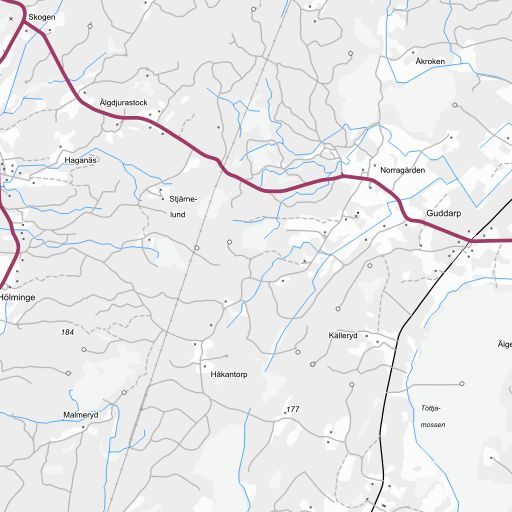 Skogen
Åkroken
Älgdjurastock
Haganäs
Norragården
Stjärne-
lund
Guddarp
Hölminge
184
Källeryd
Älge
Håkantorp
Töttja-
mossen
177
Malmeryd